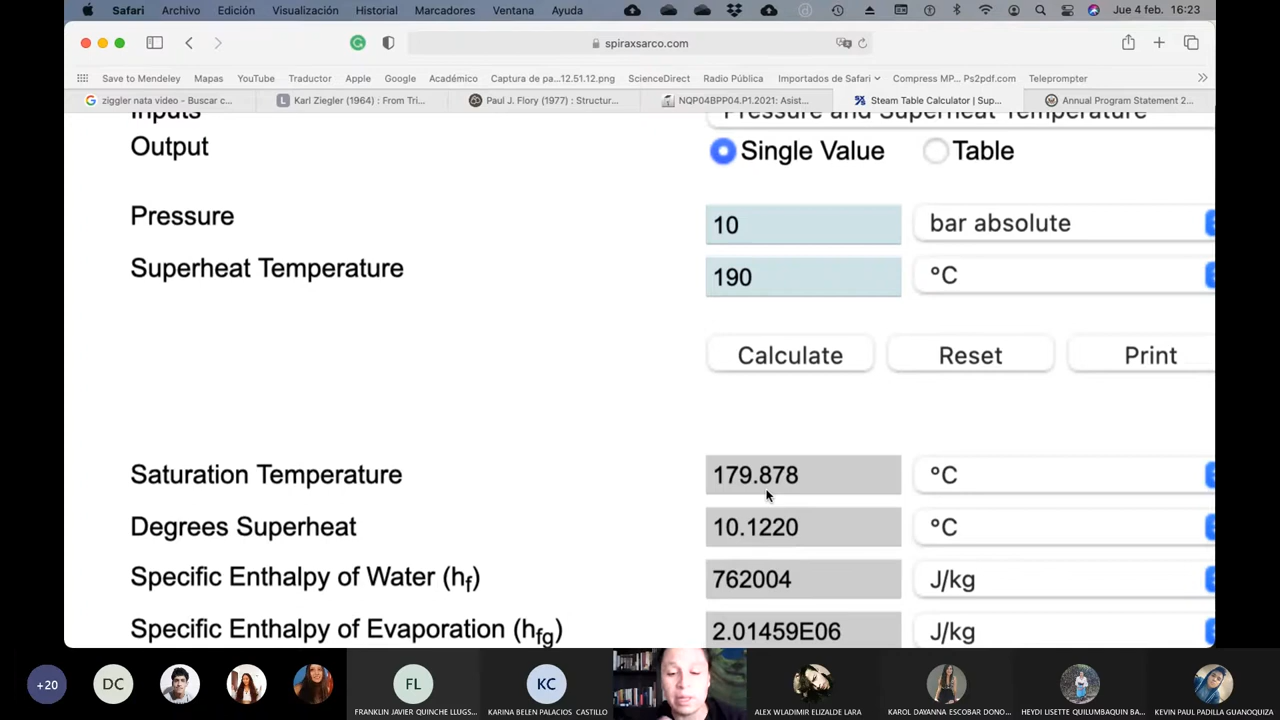 Safari Archivo Edición Visualización Historial Marcadores Ventana Ayuda Jue 4 feb. 16:23
spiraxsarco.com
Save to Mendeley Mapas YouTube Traductor Apple Google Académico Captura de pa...12.51.12.png ScienceDirect Radio Pública Importados de Safari Compress MP... Ps2pdf.com Teleprompter
ziggler nata video - Buscar c... Karl Ziegler (1964) : From Tri... Paul J. Flory (1977) : Structur... NQP04BPP04.P1.2021: Asist... Steam Table Calculator | Sup... Annual Program Statement 2...
Inputs Pressure and Superheat Temperature
Output Single Value Table
Pressure 10 bar absolute
Superheat Temperature 190 °C
Calculate Reset Print
Saturation Temperature 179.878 °C
Degrees Superheat 10.1220 °C
Specific Enthalpy of Water (hf) 762004 J/kg
Specific Enthalpy of Evaporation (hfg) 2.01459E06 J/kg
+20 DC FL KC
FRANKLIN JAVIER QUINCHE LLUGS... KARINA BELEN PALACIOS CASTILLO ALEX WLADIMIR ELIZALDE LARA KAROL DAYANNA ESCOBAR DONO... HEYDI LISETTE QUILUMBAQUIN BA... KEVIN PAUL PADILLA GUANOQUIZA